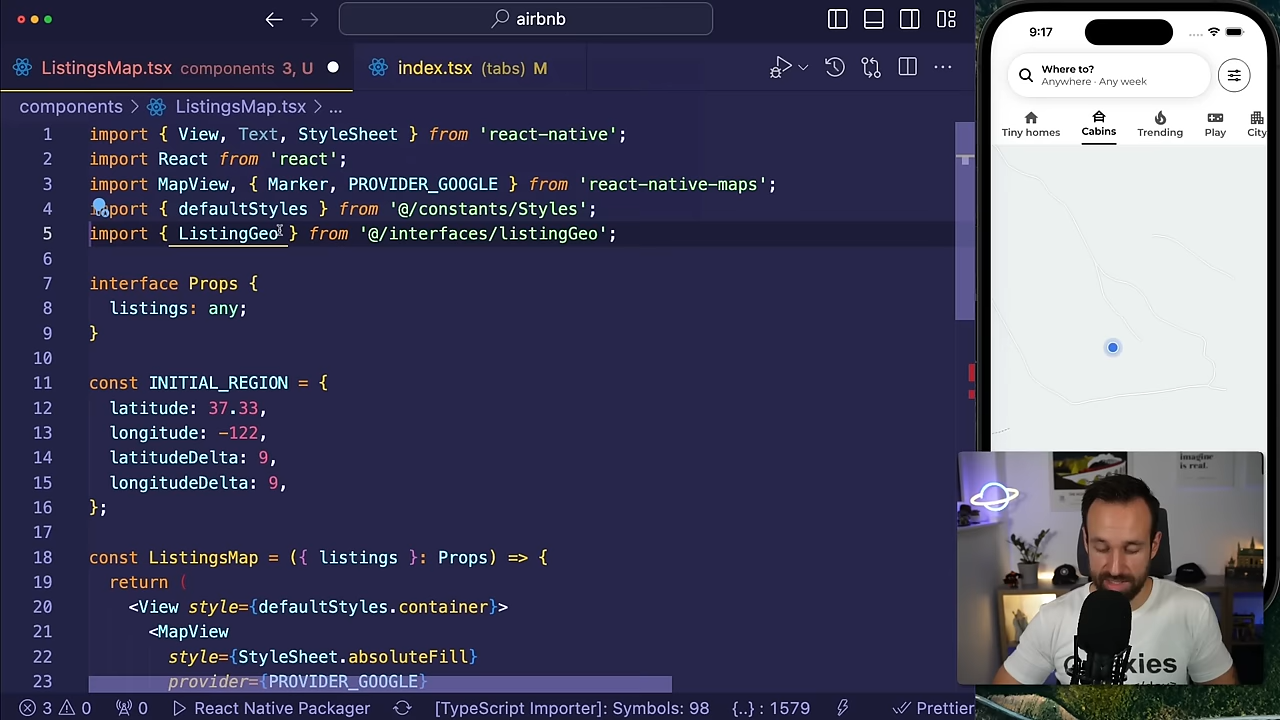 airbnb
ListingsMap.tsx components 3, U
index.tsx (tabs) M
components > ListingsMap.tsx > ...
1 import { View, Text, StyleSheet } from 'react-native';
2 import React from 'react';
3 import MapView, { Marker, PROVIDER_GOOGLE } from 'react-native-maps';
4 import { defaultStyles } from '@/constants/Styles';
5 import { ListingGeo } from '@/interfaces/listingGeo';
6
7 interface Props {
8 listings: any;
9 }
10
11 const INITIAL_REGION = {
12 latitude: 37.33,
13 longitude: -122,
14 latitudeDelta: 9,
15 longitudeDelta: 9,
16 };
17
18 const ListingsMap = ({ listings }: Props) => {
19 return (
20 <View style={defaultStyles.container}>
21 <MapView
22 style={StyleSheet.absoluteFill}
23 provider={PROVIDER_GOOGLE}
3 0 0 React Native Packager [TypeScript Importer]: Symbols: 98 {..} : 1579 Prettier
9:17
Where to?
Anywhere · Any week
Tiny homes Cabins Trending Play City
imagine
is real.